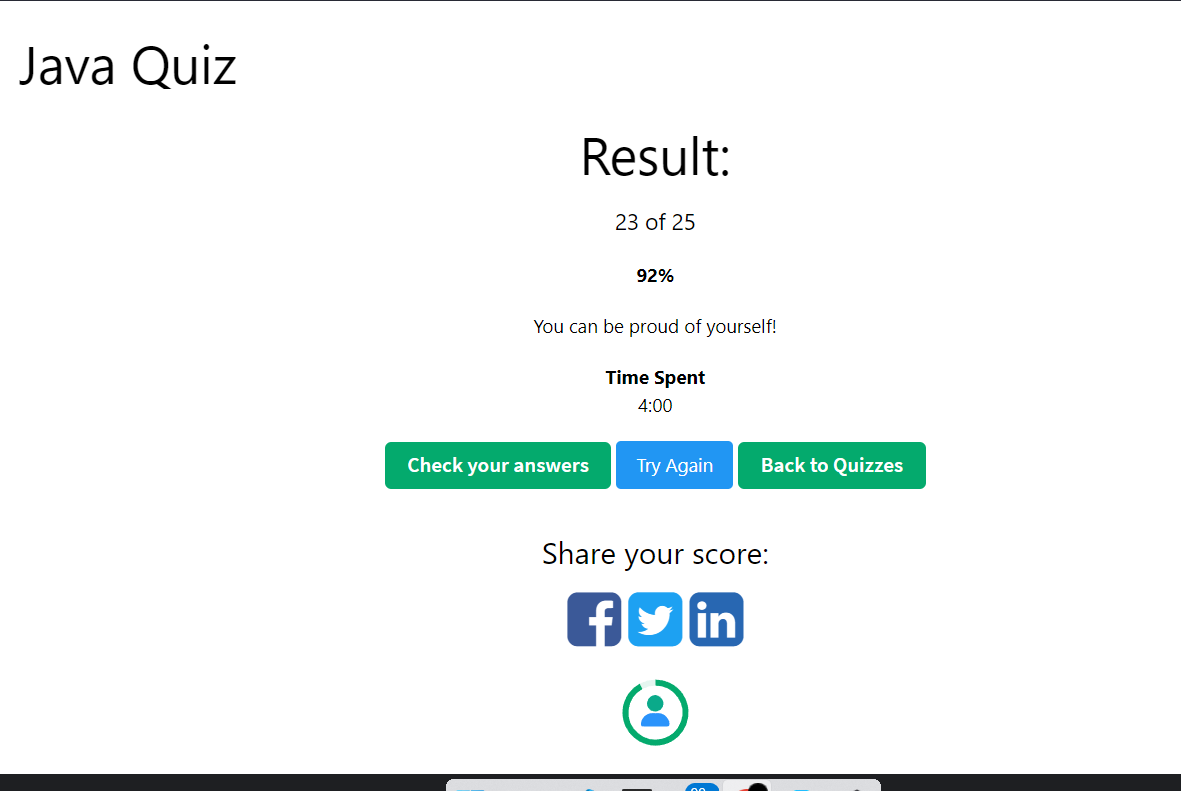 Java Quiz
Result:
23 of 25
92%
You can be proud of yourself!
Time Spent
4:00
Check your answers Try Again Back to Quizzes
Share your score:
f in